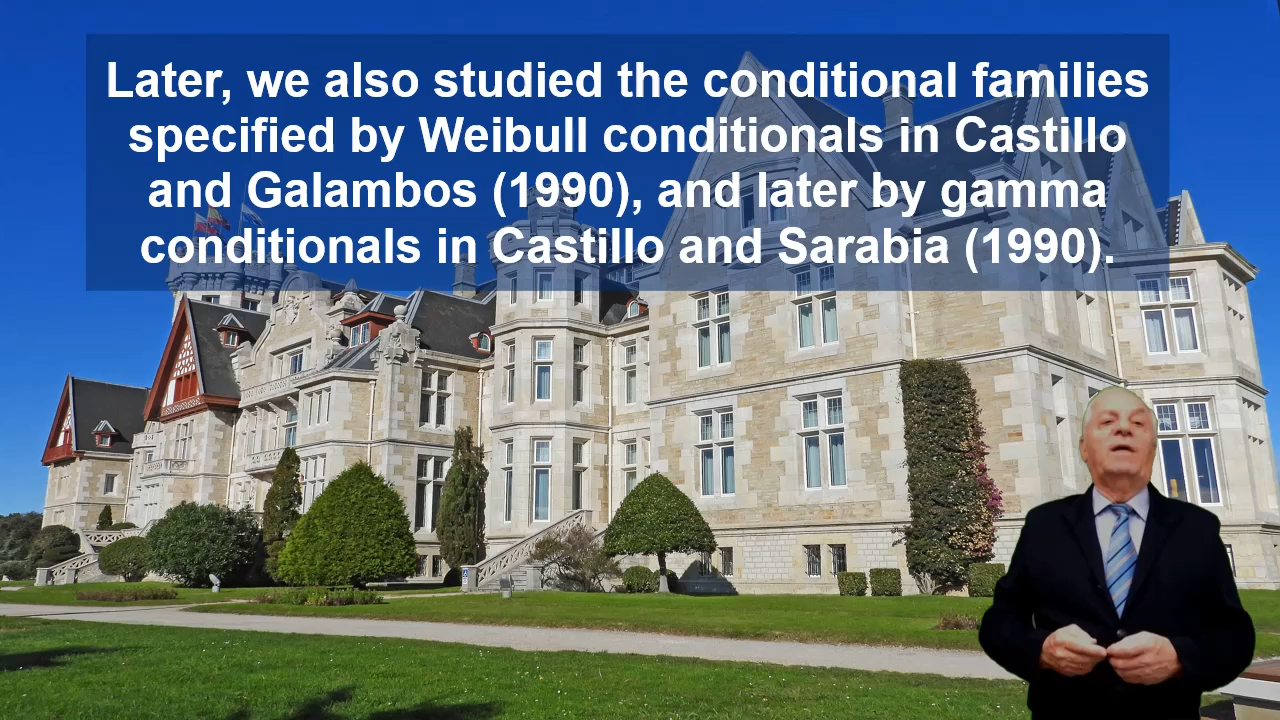 Later, we also studied the conditional families
specified by Weibull conditionals in Castillo
and Galambos (1990), and later by gamma
conditionals in Castillo and Sarabia (1990).